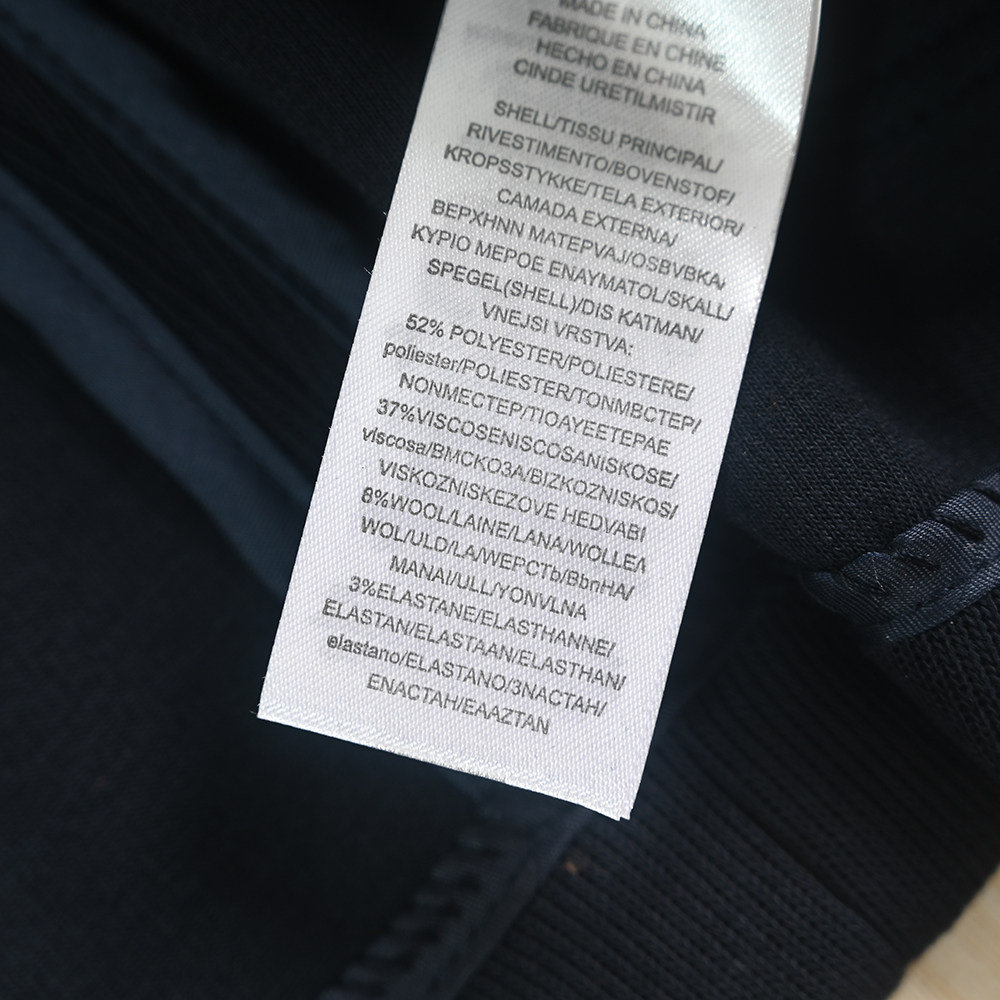 MADE IN CHINA
FABRIQUE EN CHINE
HECHO EN CHINA
CINDE URETILMISTIR
SHELL/TISSU PRINCIPAL/
RIVESTIMENTO/BOVENSTOF/
KROPSSTYKKE/TELA EXTERIOR/
CAMADA EXTERNA/
BEPXHNN MATEPVAJ/OSBVBKA,
KYPIO MEPOE ENAYMATOL/SKALL/
SPEGEL(SHELL)/DIS KATMAN/
VNEJSI VRSTVA:
52% POLYESTER/POLIESTERE/
poliester/POLIESTER/TONMBCTEP/
NONMECTEP/TIOAYEETEPAE
37%VISCOSENISCOSANISKOSE/
viscosa/BMCKO3A/BIZKOZNISKOS/
VISKOZNISKEZOVE HEDVABI
8%WOOL/LAINE/LANA/WOLLE/\
WOL/ULD/LA/WEPCTb/BbnHA/
MANAI/ULL/YONVLNA
3%ELASTANE/ELASTHANNE/
ELASTAN/ELASTAAN/ELASTHAN/
elastano/ELASTANO/3NACTAH/
ENACTAH/EAAZTAN